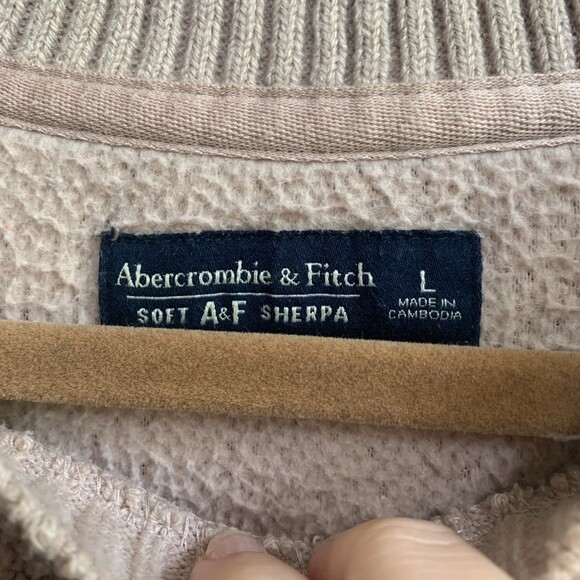 Abercrombie & Fitch
SOFT A&F SHERPA
L
MADE IN
CAMBODIA